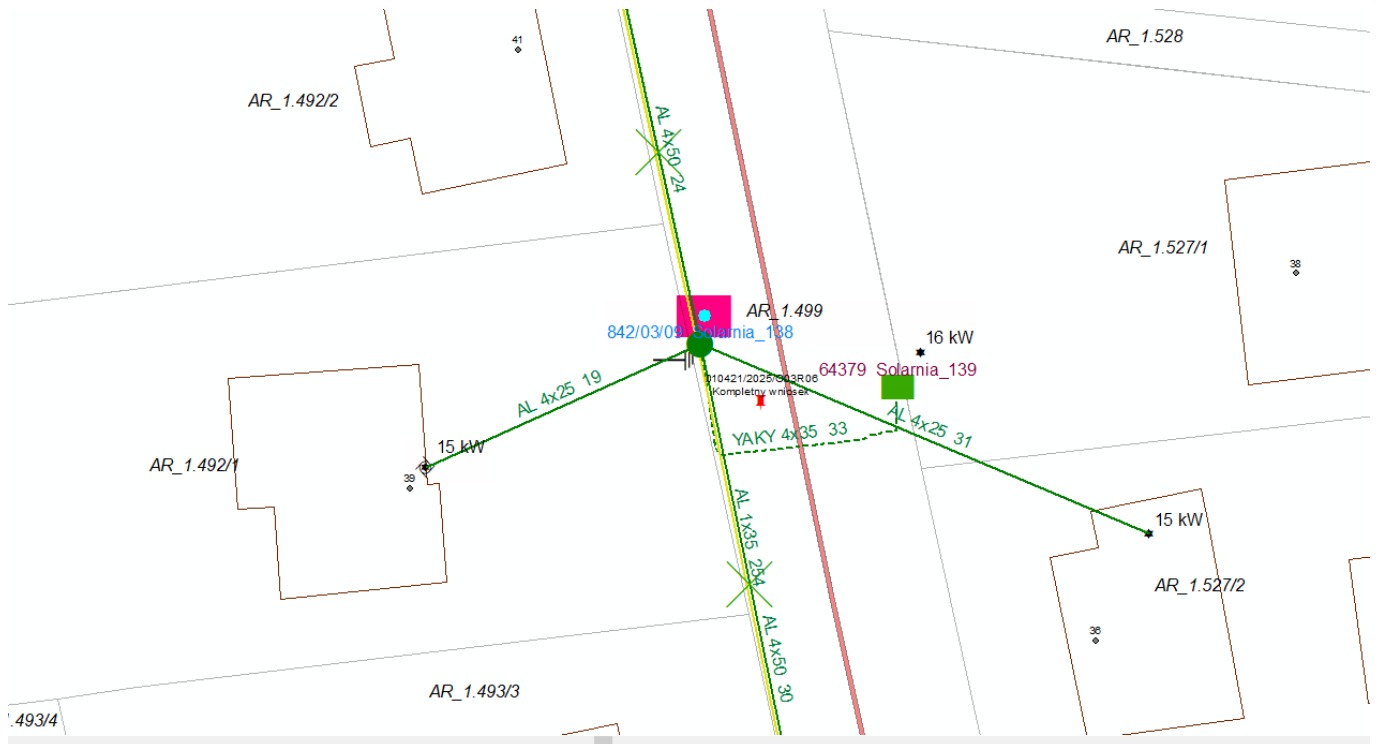 AR_1.528
41
AR_1.492/2
AL 4x50 24
AR_1.527/1
38
AR_1.499
842/03/09 Solarnia_138
16 kW
64379 Solarnia_139
010421/2025/O03R06
Kompletny wniosek
AL 4x25 19
AL 4x25 31
YAKY 4x35 33
15 kW
AR_1.492/1
39
AL 1x35 254
15 kW
AR_1.527/2
36
AL 4x50 30
AR_1.493/3
.493/4